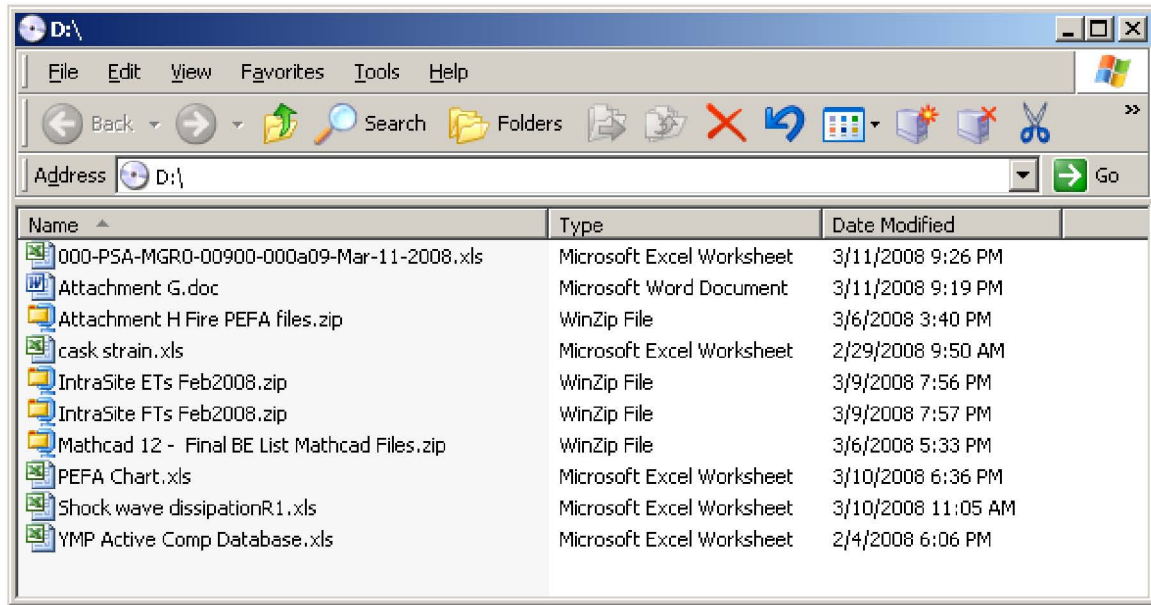 D:\
File Edit View Favorites Tools Help
Back Search Folders »
Address D:\ Go
Name Type Date Modified
000-PSA-MGR0-00900-000a09-Mar-11-2008.xls Microsoft Excel Worksheet 3/11/2008 9:26 PM
Attachment G.doc Microsoft Word Document 3/11/2008 9:19 PM
Attachment H Fire PEFA files.zip WinZip File 3/6/2008 3:40 PM
cask strain.xls Microsoft Excel Worksheet 2/29/2008 9:50 AM
IntraSite ETs Feb2008.zip WinZip File 3/9/2008 7:56 PM
IntraSite FTs Feb2008.zip WinZip File 3/9/2008 7:57 PM
Mathcad 12 -  Final BE List Mathcad Files.zip WinZip File 3/6/2008 5:33 PM
PEFA Chart.xls Microsoft Excel Worksheet 3/10/2008 6:36 PM
Shock wave dissipationR1.xls Microsoft Excel Worksheet 3/10/2008 11:05 AM
YMP Active Comp Database.xls Microsoft Excel Worksheet 2/4/2008 6:06 PM